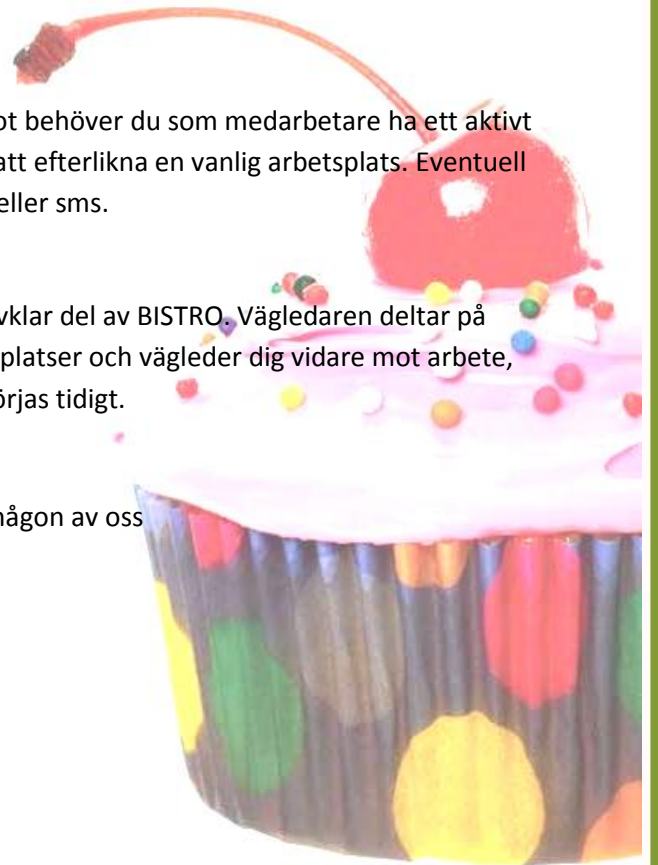 ot behöver du som medarbetare ha ett aktivt
att efterlikna en vanlig arbetsplats. Eventuell
eller sms.
vklar del av BISTRO. Vägledaren deltar på
platser och vägleder dig vidare mot arbete,
örjas tidigt.
någon av oss